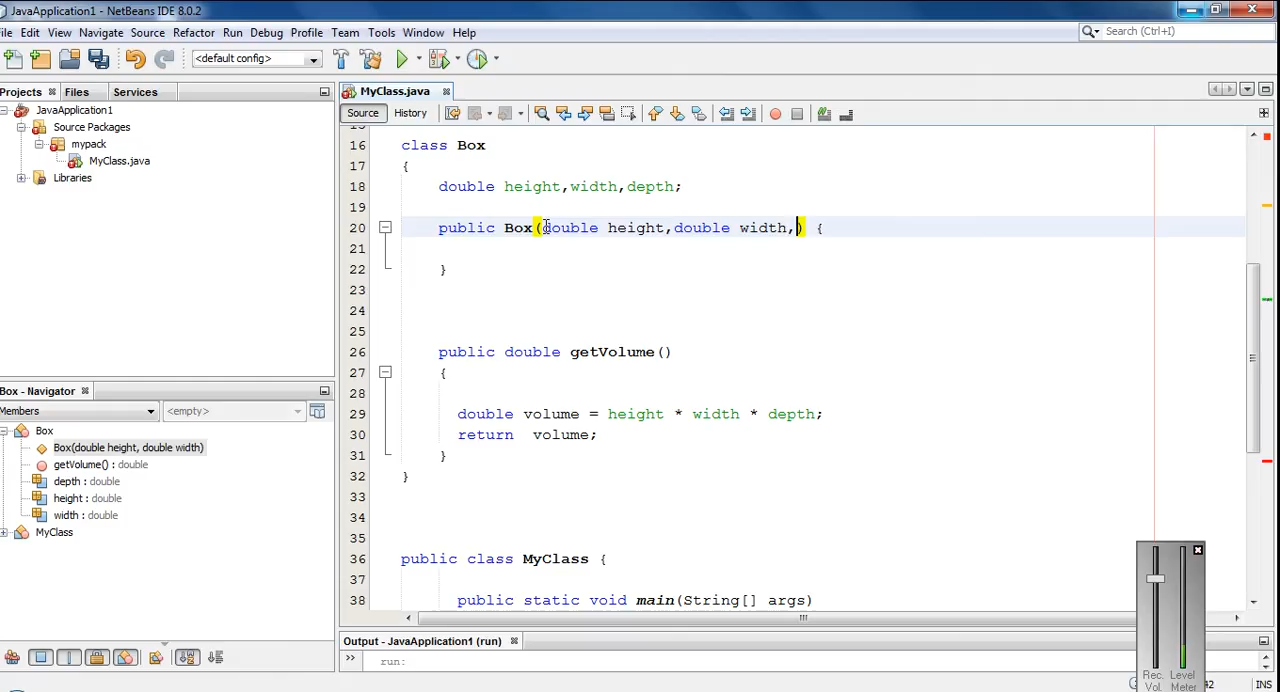 JavaApplication1 - NetBeans IDE 8.0.2
File Edit View Navigate Source Refactor Run Debug Profile Team Tools Window Help
Search (Ctrl+I)
<default config>
Projects Files Services
MyClass.java
JavaApplication1
Source Packages
mypack
MyClass.java
Libraries
Source History
16 class Box
17 {
18 double height,width,depth;
19
20 public Box(double height,double width,) {
21
22 }
23
24
25
26 public double getVolume()
27 {
28
29 double volume = height * width * depth;
30 return volume;
31 }
32 }
33
34
35
36 public class MyClass {
37
38 public static void main(String[] args)
Box - Navigator
Members <empty>
Box
Box(double height, double width)
getVolume() : double
depth : double
height : double
width : double
MyClass
Output - JavaApplication1 (run)
run:
Rec. Level
Vol. Meter
INS